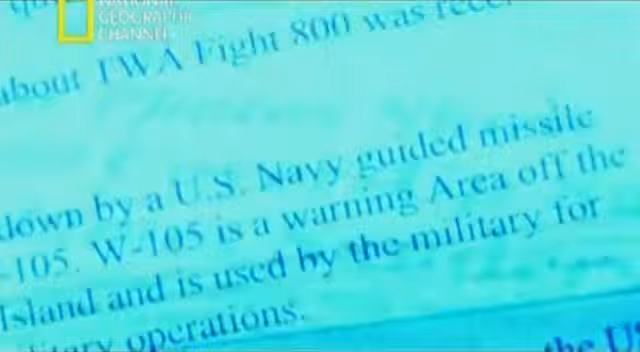 NATIONAL
GEOGRAPHIC
CHANNEL
about TWA Fight 800 was
down by a U.S. Navy guided missile
-105. W-105 is a warning Area off the
Island and is used by the military for
operations.
the